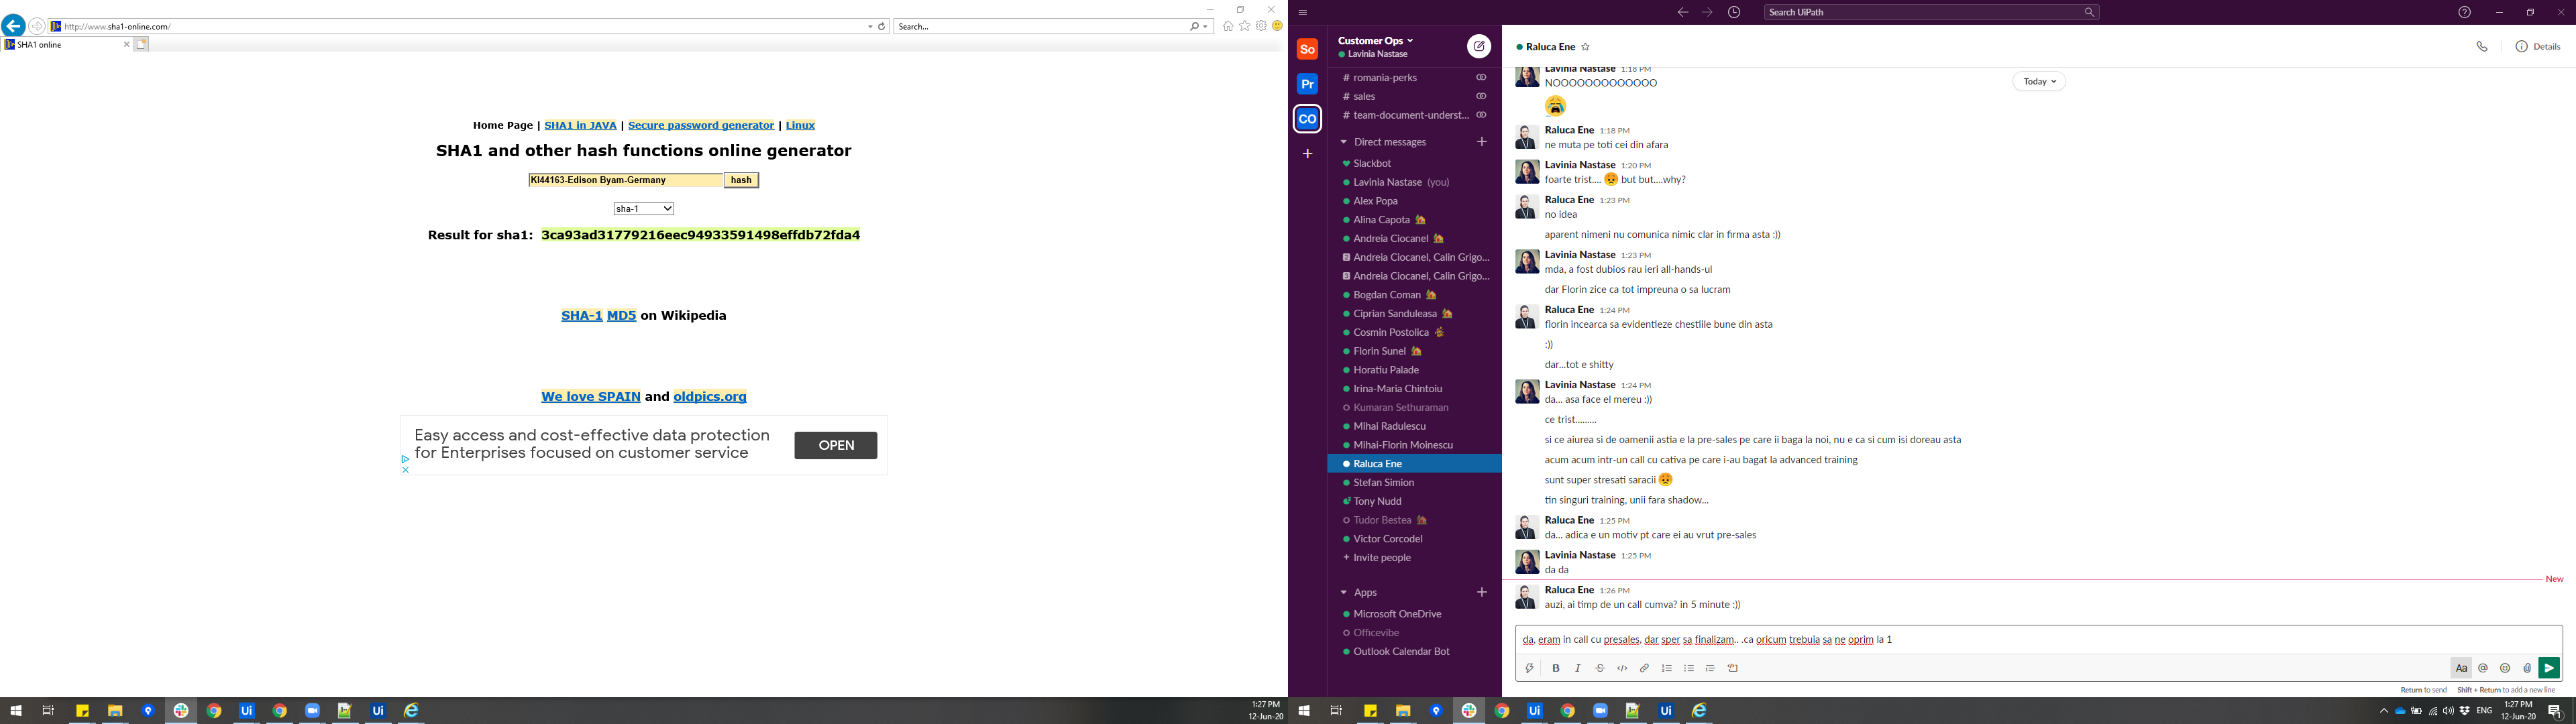 http://www.sha1-online.com/
Search...
SHA1 online
Home Page | SHA1 in JAVA | Secure password generator | Linux
SHA1 and other hash functions online generator
KI44163-Edison Byam-Germany
hash
sha-1
Result for sha1: 3ca93ad31779216eec94933591498effdb72fda4
SHA-1 MD5 on Wikipedia
We love SPAIN and oldpics.org
Easy access and cost-effective data protection
for Enterprises focused on customer service
OPEN
1:27 PM
12-Jun-20
Search UiPath
So
Pr
CO
Customer Ops
Lavinia Nastase
# romania-perks
# sales
# team-document-underst...
Direct messages
Slackbot
Lavinia Nastase (you)
Alex Popa
Alina Capota
Andreia Ciocanel
Andreia Ciocanel, Calin Grigo...
Andreia Ciocanel, Calin Grigo...
Bogdan Coman
Ciprian Sanduleasa
Cosmin Postolica
Florin Sunel
Horatiu Palade
Irina-Maria Chintoiu
Kumaran Sethuraman
Mihai Radulescu
Mihai-Florin Moinescu
Raluca Ene
Stefan Simion
Tony Nudd
Tudor Bestea
Victor Corcodel
+ Invite people
Apps
Microsoft OneDrive
Officevibe
Outlook Calendar Bot
Raluca Ene
Details
Today
Lavinia Nastase 1:18 PM
NOOOOOOOOOOOOO
Raluca Ene 1:18 PM
ne muta pe toti cei din afara
Lavinia Nastase 1:20 PM
foarte trist.... but but....why?
Raluca Ene 1:23 PM
no idea
aparent nimeni nu comunica nimic clar in firma asta :))
Lavinia Nastase 1:23 PM
mda, a fost dubios rau ieri all-hands-ul
dar Florin zice ca tot impreuna o sa lucram
Raluca Ene 1:24 PM
florin incearca sa evidentieze chestiile bune din asta
:))
dar...tot e shitty
Lavinia Nastase 1:24 PM
da... asa face el mereu :))
ce trist.........
si ce aiurea si de oamenii astia e la pre-sales pe care ii baga la noi, nu e ca si cum isi doreau asta
acum acum intr-un call cu cativa pe care i-au bagat la advanced training
sunt super stresati saracii
tin singuri training, unii fara shadow...
Raluca Ene 1:25 PM
da... adica e un motiv pt care ei au vrut pre-sales
Lavinia Nastase 1:25 PM
da da
New
Raluca Ene 1:26 PM
auzi, ai timp de un call cumva? in 5 minute :))
da, eram in call cu presales, dar sper sa finalizam.. .ca oricum trebuia sa ne oprim la 1
Return to send Shift + Return to add a new line
ENG
1:27 PM
12-Jun-20